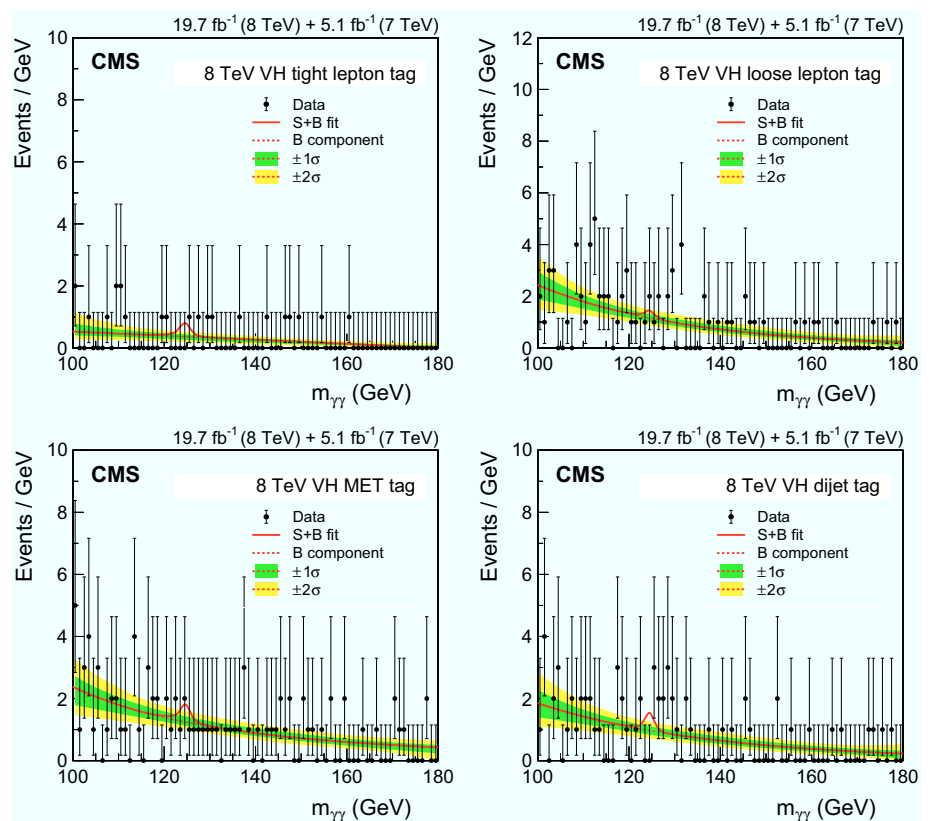 19.7 fb⁻¹ (8 TeV) + 5.1 fb⁻¹ (7 TeV)
Events / GeV
10
8
6
4
2
0
CMS
8 TeV VH tight lepton tag
Data
S+B fit
B component
±1σ
±2σ
100 120 140 160 180
mγγ (GeV)
19.7 fb⁻¹ (8 TeV) + 5.1 fb⁻¹ (7 TeV)
Events / GeV
12
10
8
6
4
2
0
CMS
8 TeV VH loose lepton tag
Data
S+B fit
B component
±1σ
±2σ
100 120 140 160 180
mγγ (GeV)
19.7 fb⁻¹ (8 TeV) + 5.1 fb⁻¹ (7 TeV)
Events / GeV
10
8
6
4
2
0
CMS
8 TeV VH MET tag
Data
S+B fit
B component
±1σ
±2σ
100 120 140 160 180
mγγ (GeV)
19.7 fb⁻¹ (8 TeV) + 5.1 fb⁻¹ (7 TeV)
Events / GeV
10
8
6
4
2
0
CMS
8 TeV VH dijet tag
Data
S+B fit
B component
±1σ
±2σ
100 120 140 160 180
mγγ (GeV)